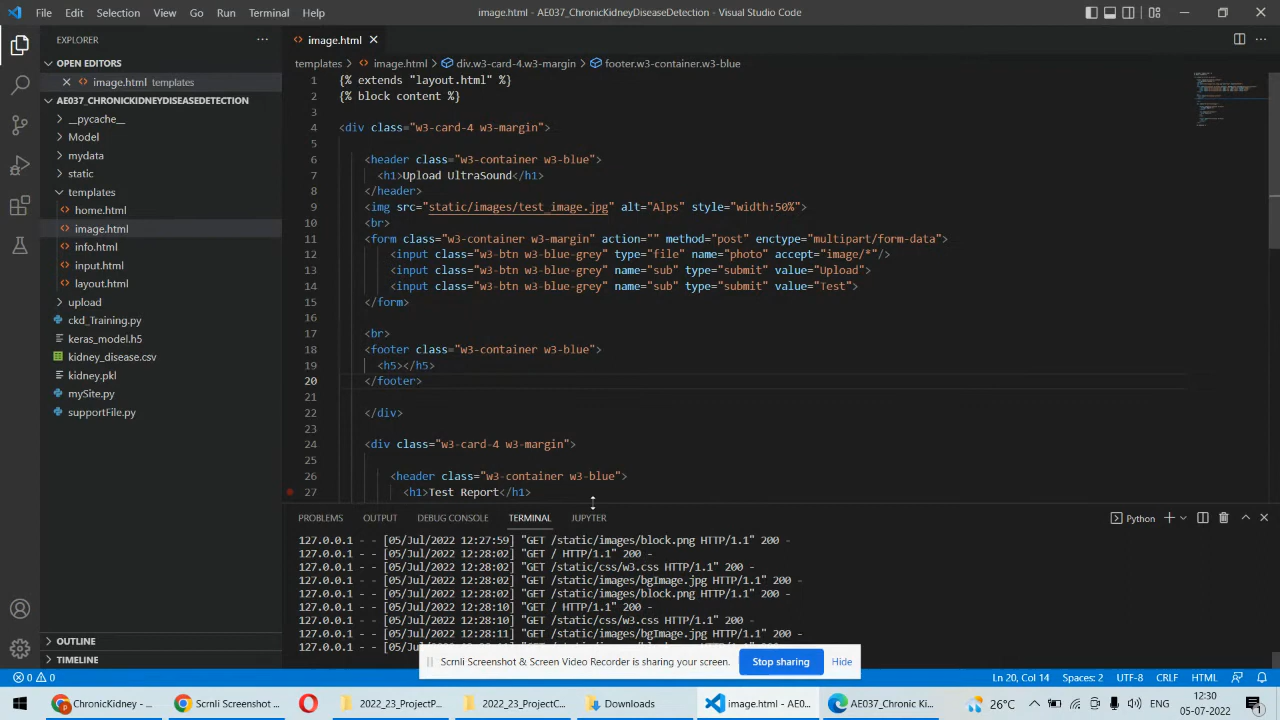 File Edit Selection View Go Run Terminal Help
image.html - AE037_ChronicKidneyDiseaseDetection - Visual Studio Code
EXPLORER
OPEN EDITORS
image.html templates
AE037_CHRONICKIDNEYDISEASEDETECTION
__pycache__
Model
mydata
static
templates
home.html
image.html
info.html
input.html
layout.html
upload
ckd_Training.py
keras_model.h5
kidney_disease.csv
kidney.pkl
mySite.py
supportFile.py
OUTLINE
TIMELINE
image.html
templates > image.html > div.w3-card-4.w3-margin > footer.w3-container.w3-blue
1 {% extends "layout.html" %}
2 {% block content %}
3
4 <div class="w3-card-4 w3-margin">
5
6 <header class="w3-container w3-blue">
7 <h1>Upload UltraSound</h1>
8 </header>
9 <img src="static/images/test_image.jpg" alt="Alps" style="width:50%">
10 <br>
11 <form class="w3-container w3-margin" action="" method="post" enctype="multipart/form-data">
12 <input class="w3-btn w3-blue-grey" type="file" name="photo" accept="image/*"/>
13 <input class="w3-btn w3-blue-grey" name="sub" type="submit" value="Upload">
14 <input class="w3-btn w3-blue-grey" name="sub" type="submit" value="Test">
15 </form>
16
17 <br>
18 <footer class="w3-container w3-blue">
19 <h5></h5>
20 </footer>
21
22 </div>
23
24 <div class="w3-card-4 w3-margin">
25
26 <header class="w3-container w3-blue">
27 <h1>Test Report</h1>
PROBLEMS OUTPUT DEBUG CONSOLE TERMINAL JUPYTER
Python
127.0.0.1 - - [05/Jul/2022 12:27:59] "GET /static/images/block.png HTTP/1.1" 200 -
127.0.0.1 - - [05/Jul/2022 12:28:02] "GET / HTTP/1.1" 200 -
127.0.0.1 - - [05/Jul/2022 12:28:02] "GET /static/css/w3.css HTTP/1.1" 200 -
127.0.0.1 - - [05/Jul/2022 12:28:02] "GET /static/images/bgImage.jpg HTTP/1.1" 200 -
127.0.0.1 - - [05/Jul/2022 12:28:02] "GET /static/images/block.png HTTP/1.1" 200 -
127.0.0.1 - - [05/Jul/2022 12:28:10] "GET / HTTP/1.1" 200 -
127.0.0.1 - - [05/Jul/2022 12:28:10] "GET /static/css/w3.css HTTP/1.1" 200 -
127.0.0.1 - - [05/Jul/2022 12:28:11] "GET /static/images/bgImage.jpg HTTP/1.1" 200 -
127.0.0.1 - -
Scrnli Screenshot & Screen Video Recorder is sharing your screen. Stop sharing Hide
0 0
Ln 20, Col 14 Spaces: 2 UTF-8 CRLF HTML
ChronicKidney - ... Scrnli Screenshot ... 2022_23_ProjectP... 2022_23_Project... Downloads image.html - AE0... AE037_Chronic Ki...
26°C
12:30
05-07-2022
1